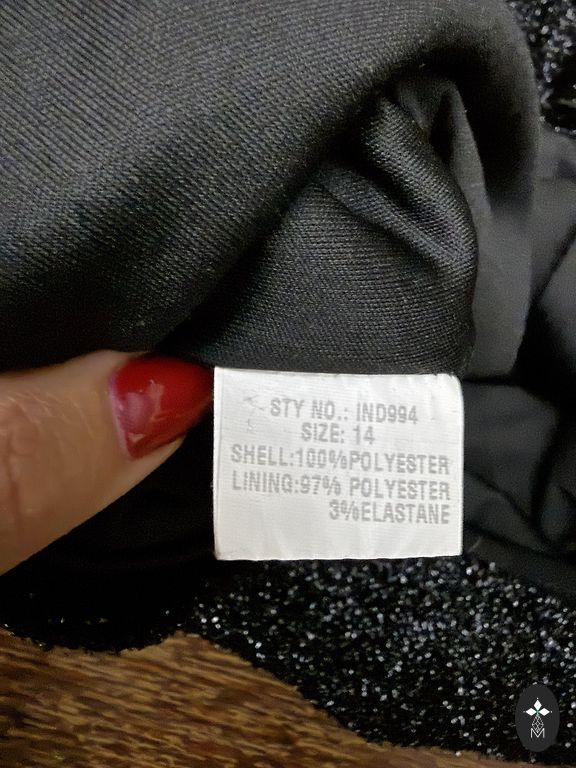 STY NO.: IND994
SIZE: 14
SHELL:100%POLYESTER
LINING:97% POLYESTER
3%ELASTANE